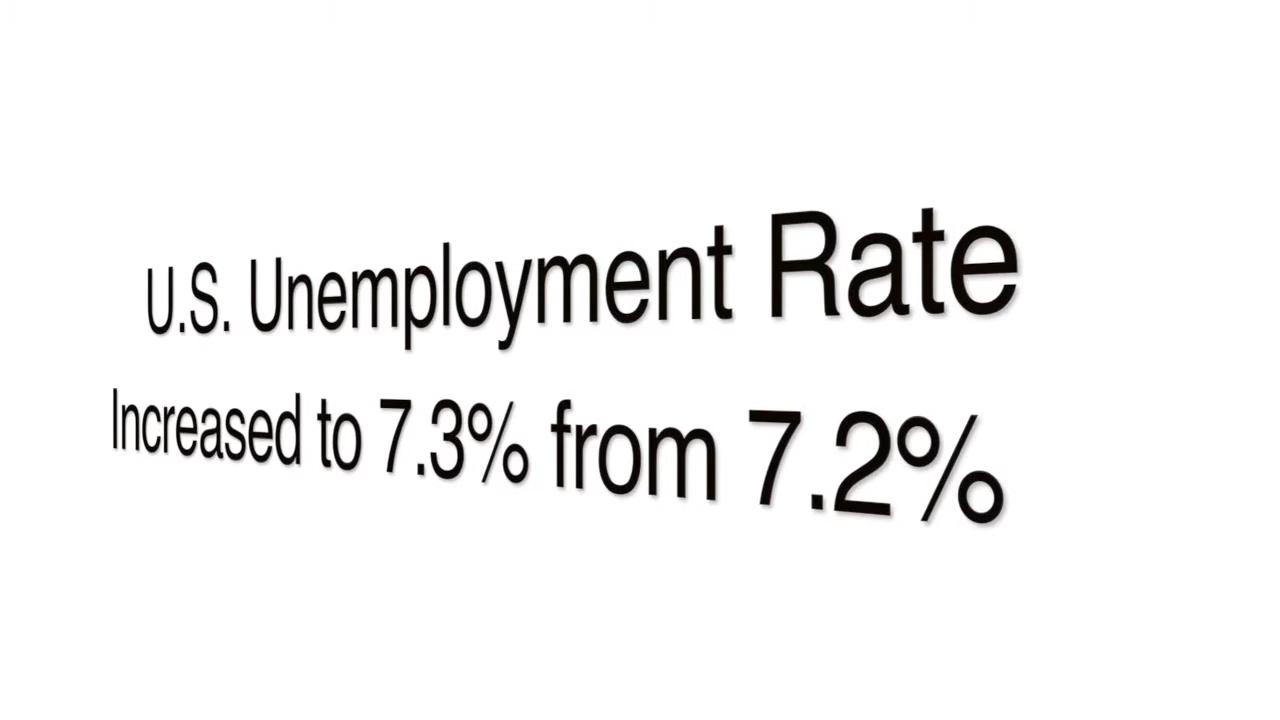 U.S. Unemployment Rate
Increased to 7.3% from 7.2%